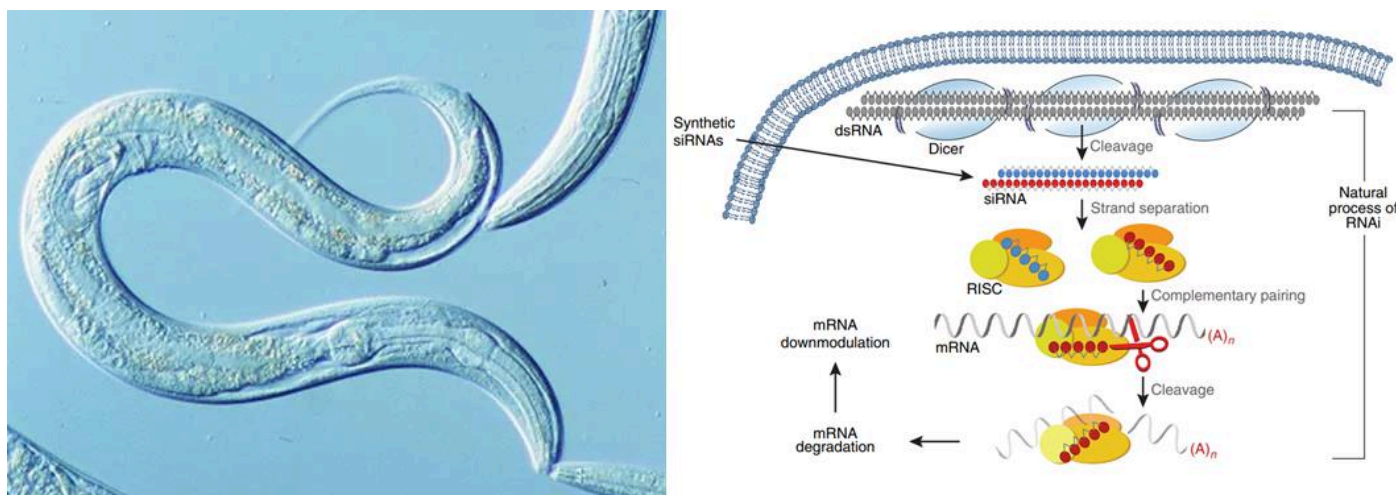 Synthetic
siRNAs
dsRNA
Dicer
Cleavage
siRNA
Strand separation
Natural
process of
RNAi
RISC
Complementary pairing
mRNA
downmodulation
mRNA
(A)n
Cleavage
mRNA
degradation
(A)n